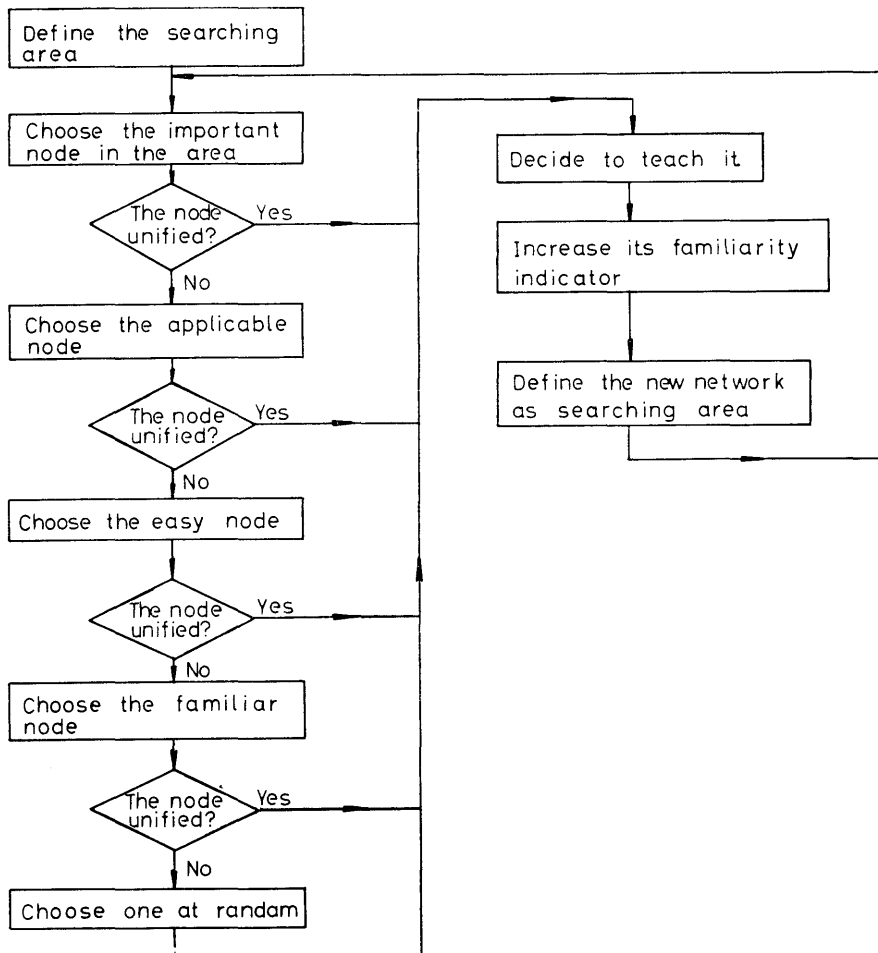 Define the searching
area
Choose the important
node in the area
The node
unified?
Yes
No
Choose the applicable
node
The node
unified?
Yes
No
Choose the easy node
The node
unified?
Yes
No
Choose the familiar
node
The node
unified?
Yes
No
Choose one at randam
Decide to teach it
Increase its familiarity
indicator
Define the new network
as searching area